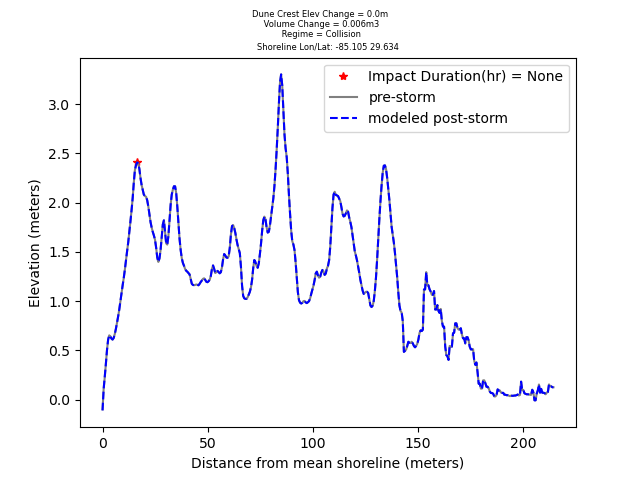 Dune Crest Elev Change = 0.0m
Volume Change = 0.006m3
Regime = Collision
Shoreline Lon/Lat: -85.105 29.634
Impact Duration(hr) = None
pre-storm
modeled post-storm
Elevation (meters)
3.0
2.5
2.0
1.5
1.0
0.5
0.0
0
50
100
150
200
Distance from mean shoreline (meters)